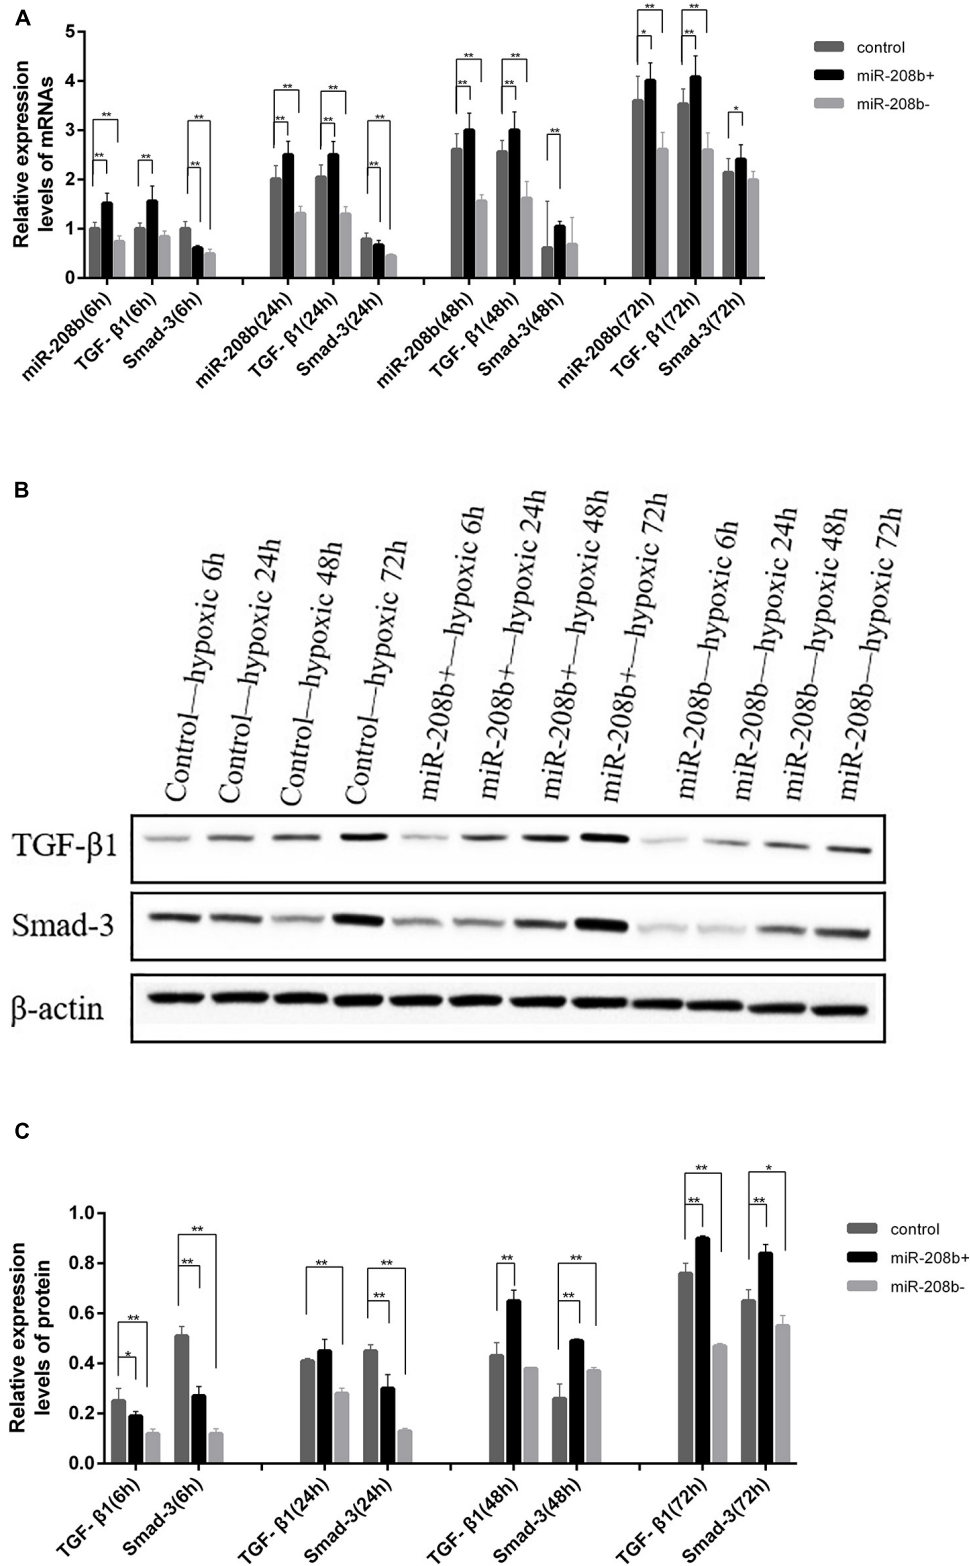 A
Relative expression
levels of mRNAs
5
4
3
2
1
0
** ** ** ** **
** ** ** ** **
** ** ** ** **
** * ** ** *
control
miR-208b+
miR-208b-
miR-208b(6h)
TGF- β1(6h)
Smad-3(6h)
miR-208b(24h)
TGF- β1(24h)
Smad-3(24h)
miR-208b(48h)
TGF- β1(48h)
Smad-3(48h)
miR-208b(72h)
TGF- β1(72h)
Smad-3(72h)
B
Control—hypoxic 6h
Control—hypoxic 24h
Control—hypoxic 48h
Control—hypoxic 72h
miR-208b+—hypoxic 6h
miR-208b+—hypoxic 24h
miR-208b+—hypoxic 48h
miR-208b+—hypoxic 72h
miR-208b-—hypoxic 6h
miR-208b-—hypoxic 24h
miR-208b-—hypoxic 48h
miR-208b-—hypoxic 72h
TGF-β1
Smad-3
β-actin
C
Relative expression
levels of protein
1.0
0.8
0.6
0.4
0.2
0.0
** * ** **
** ** **
** ** **
** ** * **
control
miR-208b+
miR-208b-
TGF- β1(6h)
Smad-3(6h)
TGF- β1(24h)
Smad-3(24h)
TGF- β1(48h)
Smad-3(48h)
TGF- β1(72h)
Smad-3(72h)